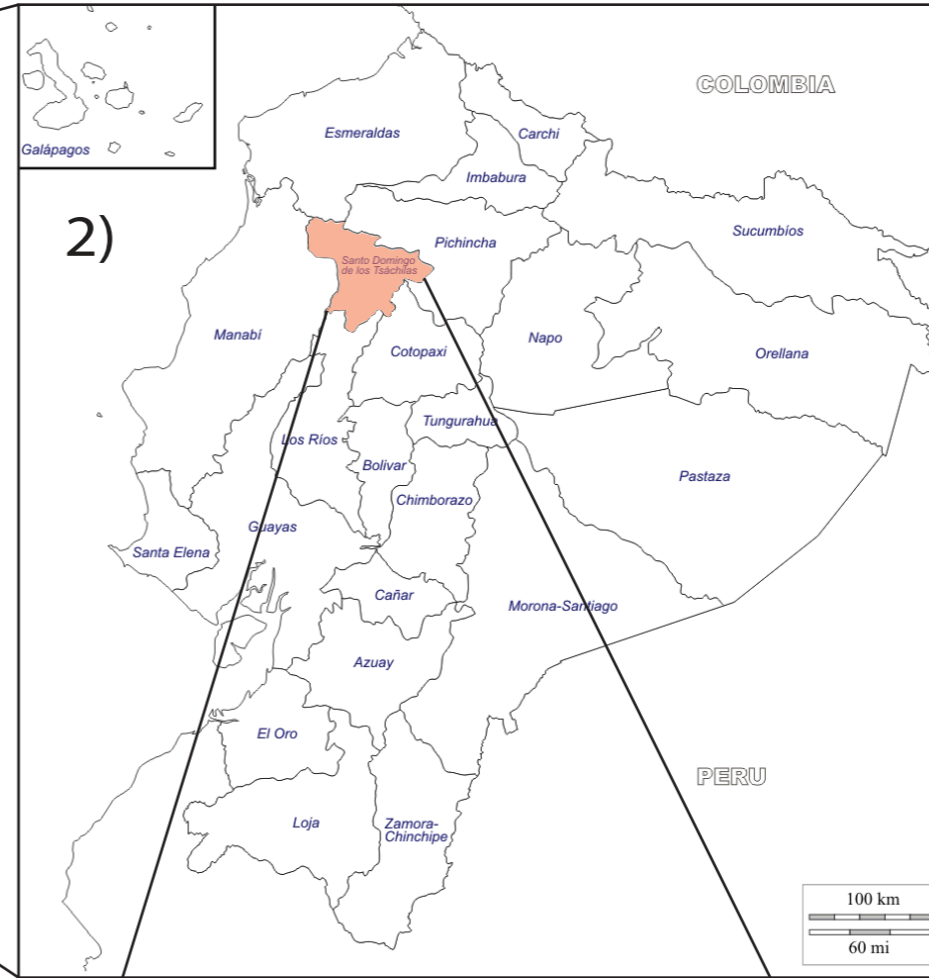 COLOMBIA
Esmeraldas
Carchi
Galápagos
Imbabura
2)
Sucumbíos
Pichincha
Santo Domingo
de los Tsáchilas
Manabí
Napo
Cotopaxi
Orellana
Tungurahua
Los Ríos
Bolivar
Pastaza
Chimborazo
Guayas
Santa Elena
Cañar
Morona-Santiago
Azuay
El Oro
PERU
Loja
Zamora-
Chinchipe
100 km
60 mi